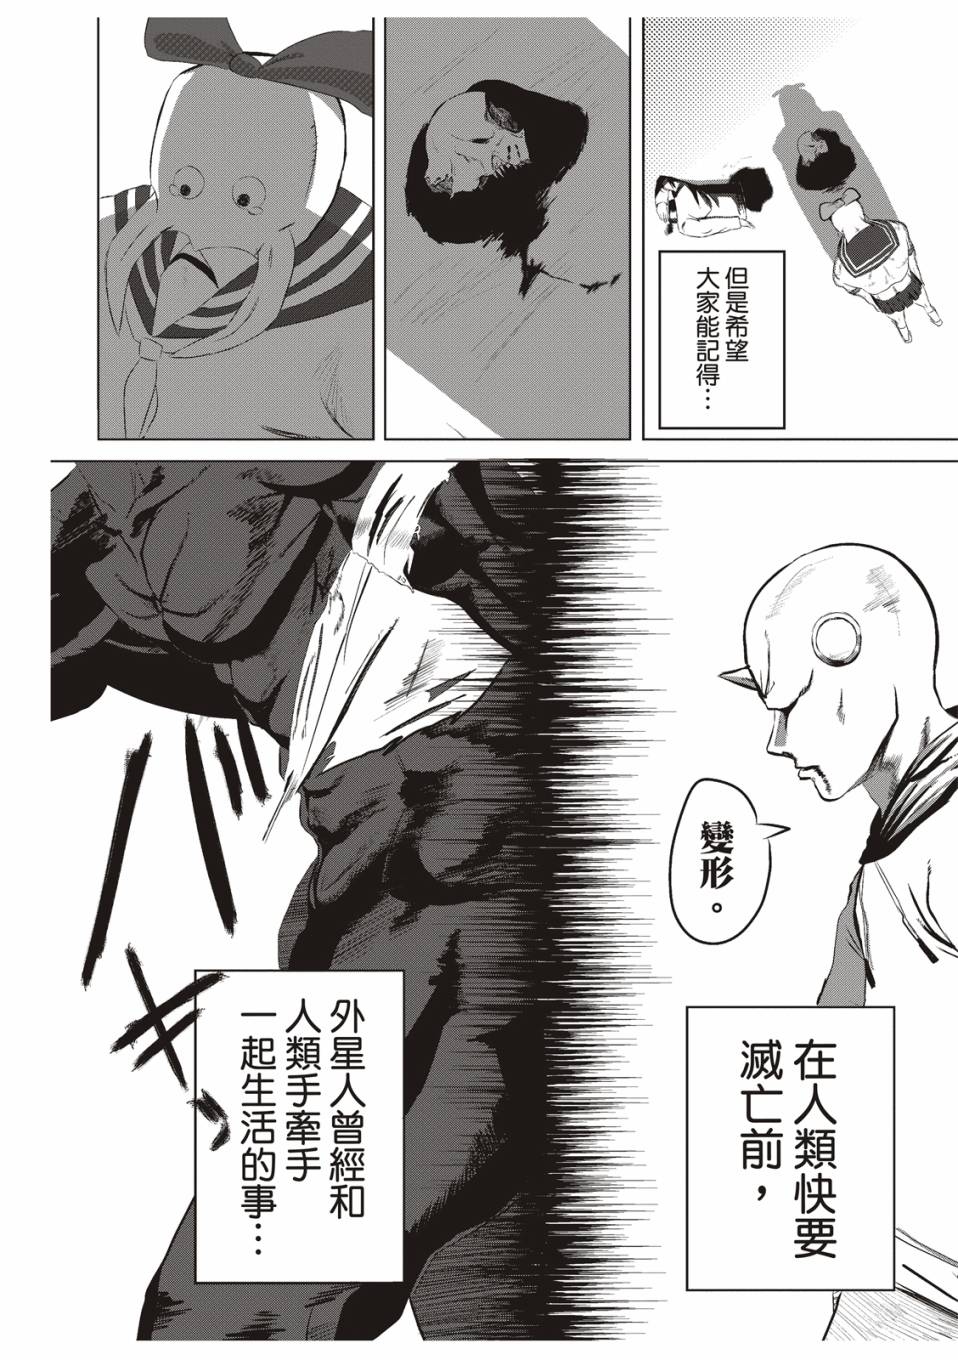 但是希望
大家能記得…
變形。
在人類快要
滅亡前，
外星人曾經和
人類手牽手
一起生活的事…